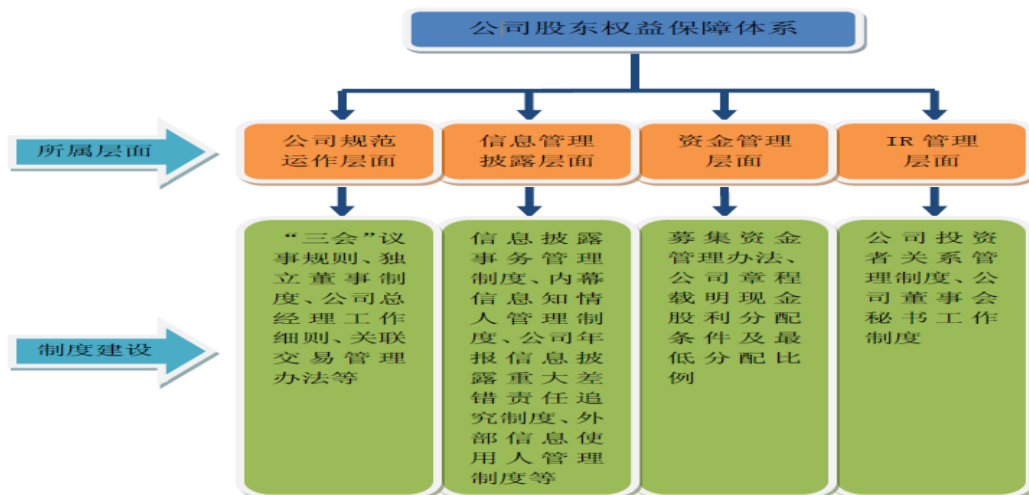 公司股东权益保障体系
所属层面
公司规范
运作层面
信息管理
披露层面
资金管理
层面
IR 管理
层面
制度建设
“三会”议
事规则、独
立董事制
度、公司总
经理工作
细则、关联
交易管理
办法等
信息披露
事务管理
制度、内幕
信息知情
人管理制
度、公司年
报信息披
露重大差
错责任追
究制度、外
部信息使
用人管理
制度等
募集资金
管理办法、
公司章程
载明现金
股利分配
条件及最
低分配比
例
公司投资
者关系管
理制度、公
司董事会
秘书工作
制度